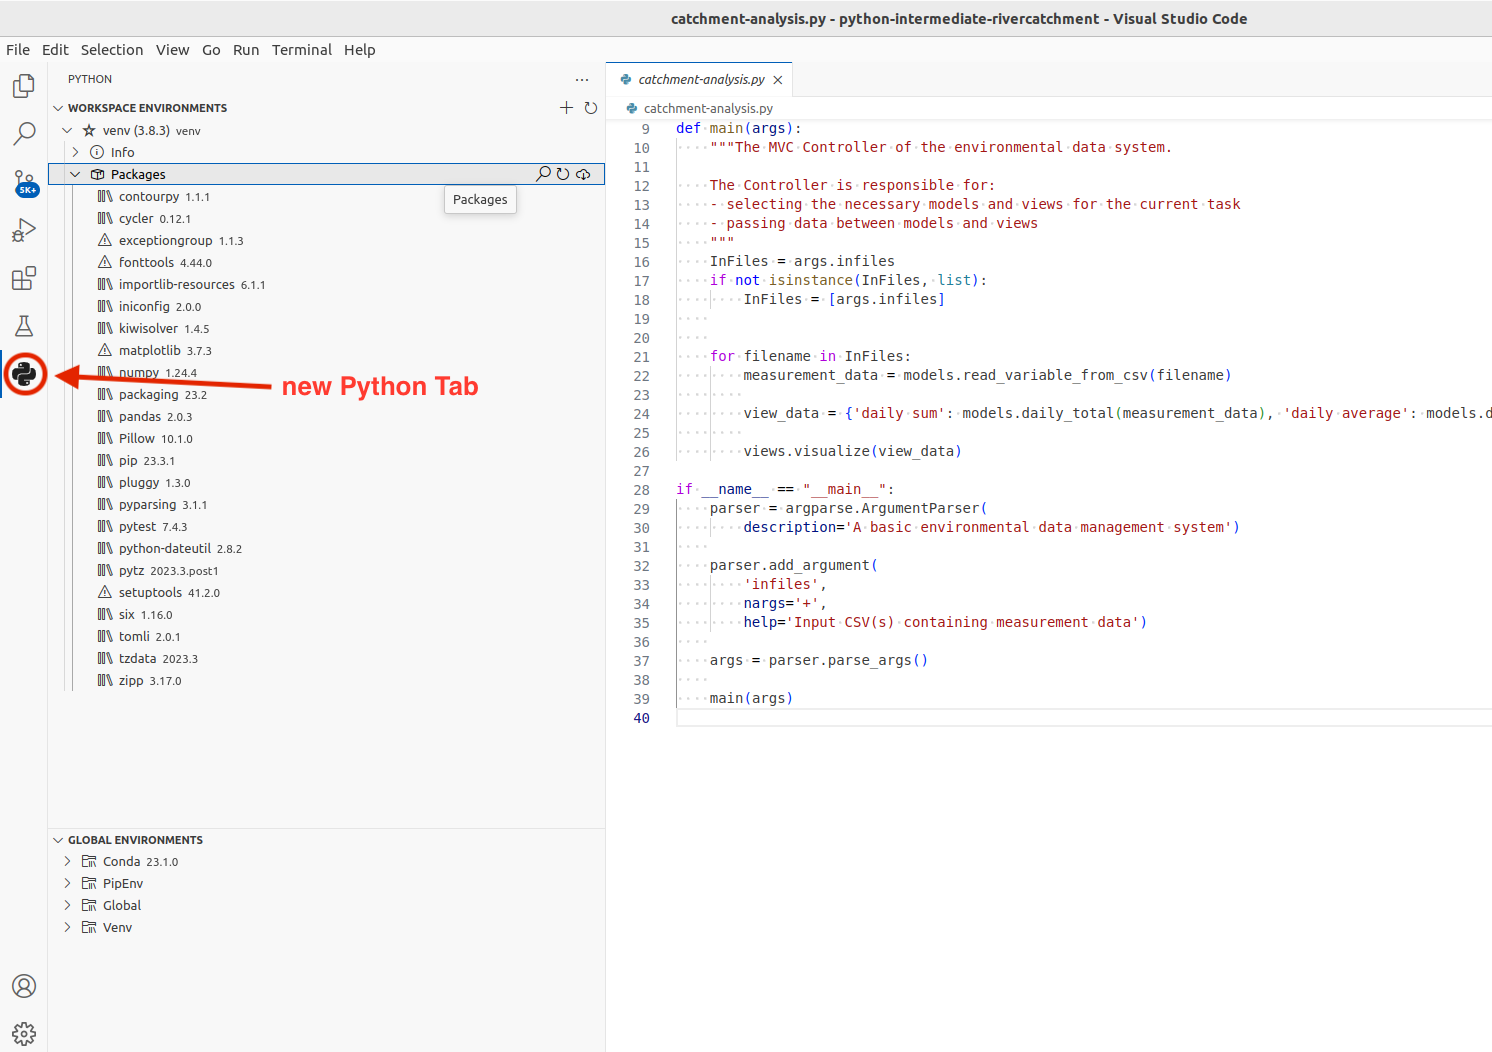 catchment-analysis.py - python-intermediate-rivercatchment - Visual Studio Code
File Edit Selection View Go Run Terminal Help
PYTHON
WORKSPACE ENVIRONMENTS
venv (3.8.3) venv
Info
Packages
Packages
contourpy 1.1.1
cycler 0.12.1
exceptiongroup 1.1.3
fonttools 4.44.0
importlib-resources 6.1.1
iniconfig 2.0.0
kiwisolver 1.4.5
matplotlib 3.7.3
numpy 1.24.4
packaging 23.2
pandas 2.0.3
Pillow 10.1.0
pip 23.3.1
pluggy 1.3.0
pyparsing 3.1.1
pytest 7.4.3
python-dateutil 2.8.2
pytz 2023.3.post1
setuptools 41.2.0
six 1.16.0
tomli 2.0.1
tzdata 2023.3
zipp 3.17.0
5K+
new Python Tab
GLOBAL ENVIRONMENTS
Conda 23.1.0
PipEnv
Global
Venv
catchment-analysis.py
catchment-analysis.py
9 def main(args):
10 """The MVC Controller of the environmental data system.
11
12 The Controller is responsible for:
13 - selecting the necessary models and views for the current task
14 - passing data between models and views
15 """
16 InFiles = args.infiles
17 if not isinstance(InFiles, list):
18 InFiles = [args.infiles]
19
20
21 for filename in InFiles:
22 measurement_data = models.read_variable_from_csv(filename)
23
24 view_data = {'daily sum': models.daily_total(measurement_data), 'daily average': models.d
25
26 views.visualize(view_data)
27
28 if __name__ == "__main__":
29 parser = argparse.ArgumentParser(
30 description='A basic environmental data management system')
31
32 parser.add_argument(
33 'infiles',
34 nargs='+',
35 help='Input CSV(s) containing measurement data')
36
37 args = parser.parse_args()
38
39 main(args)
40